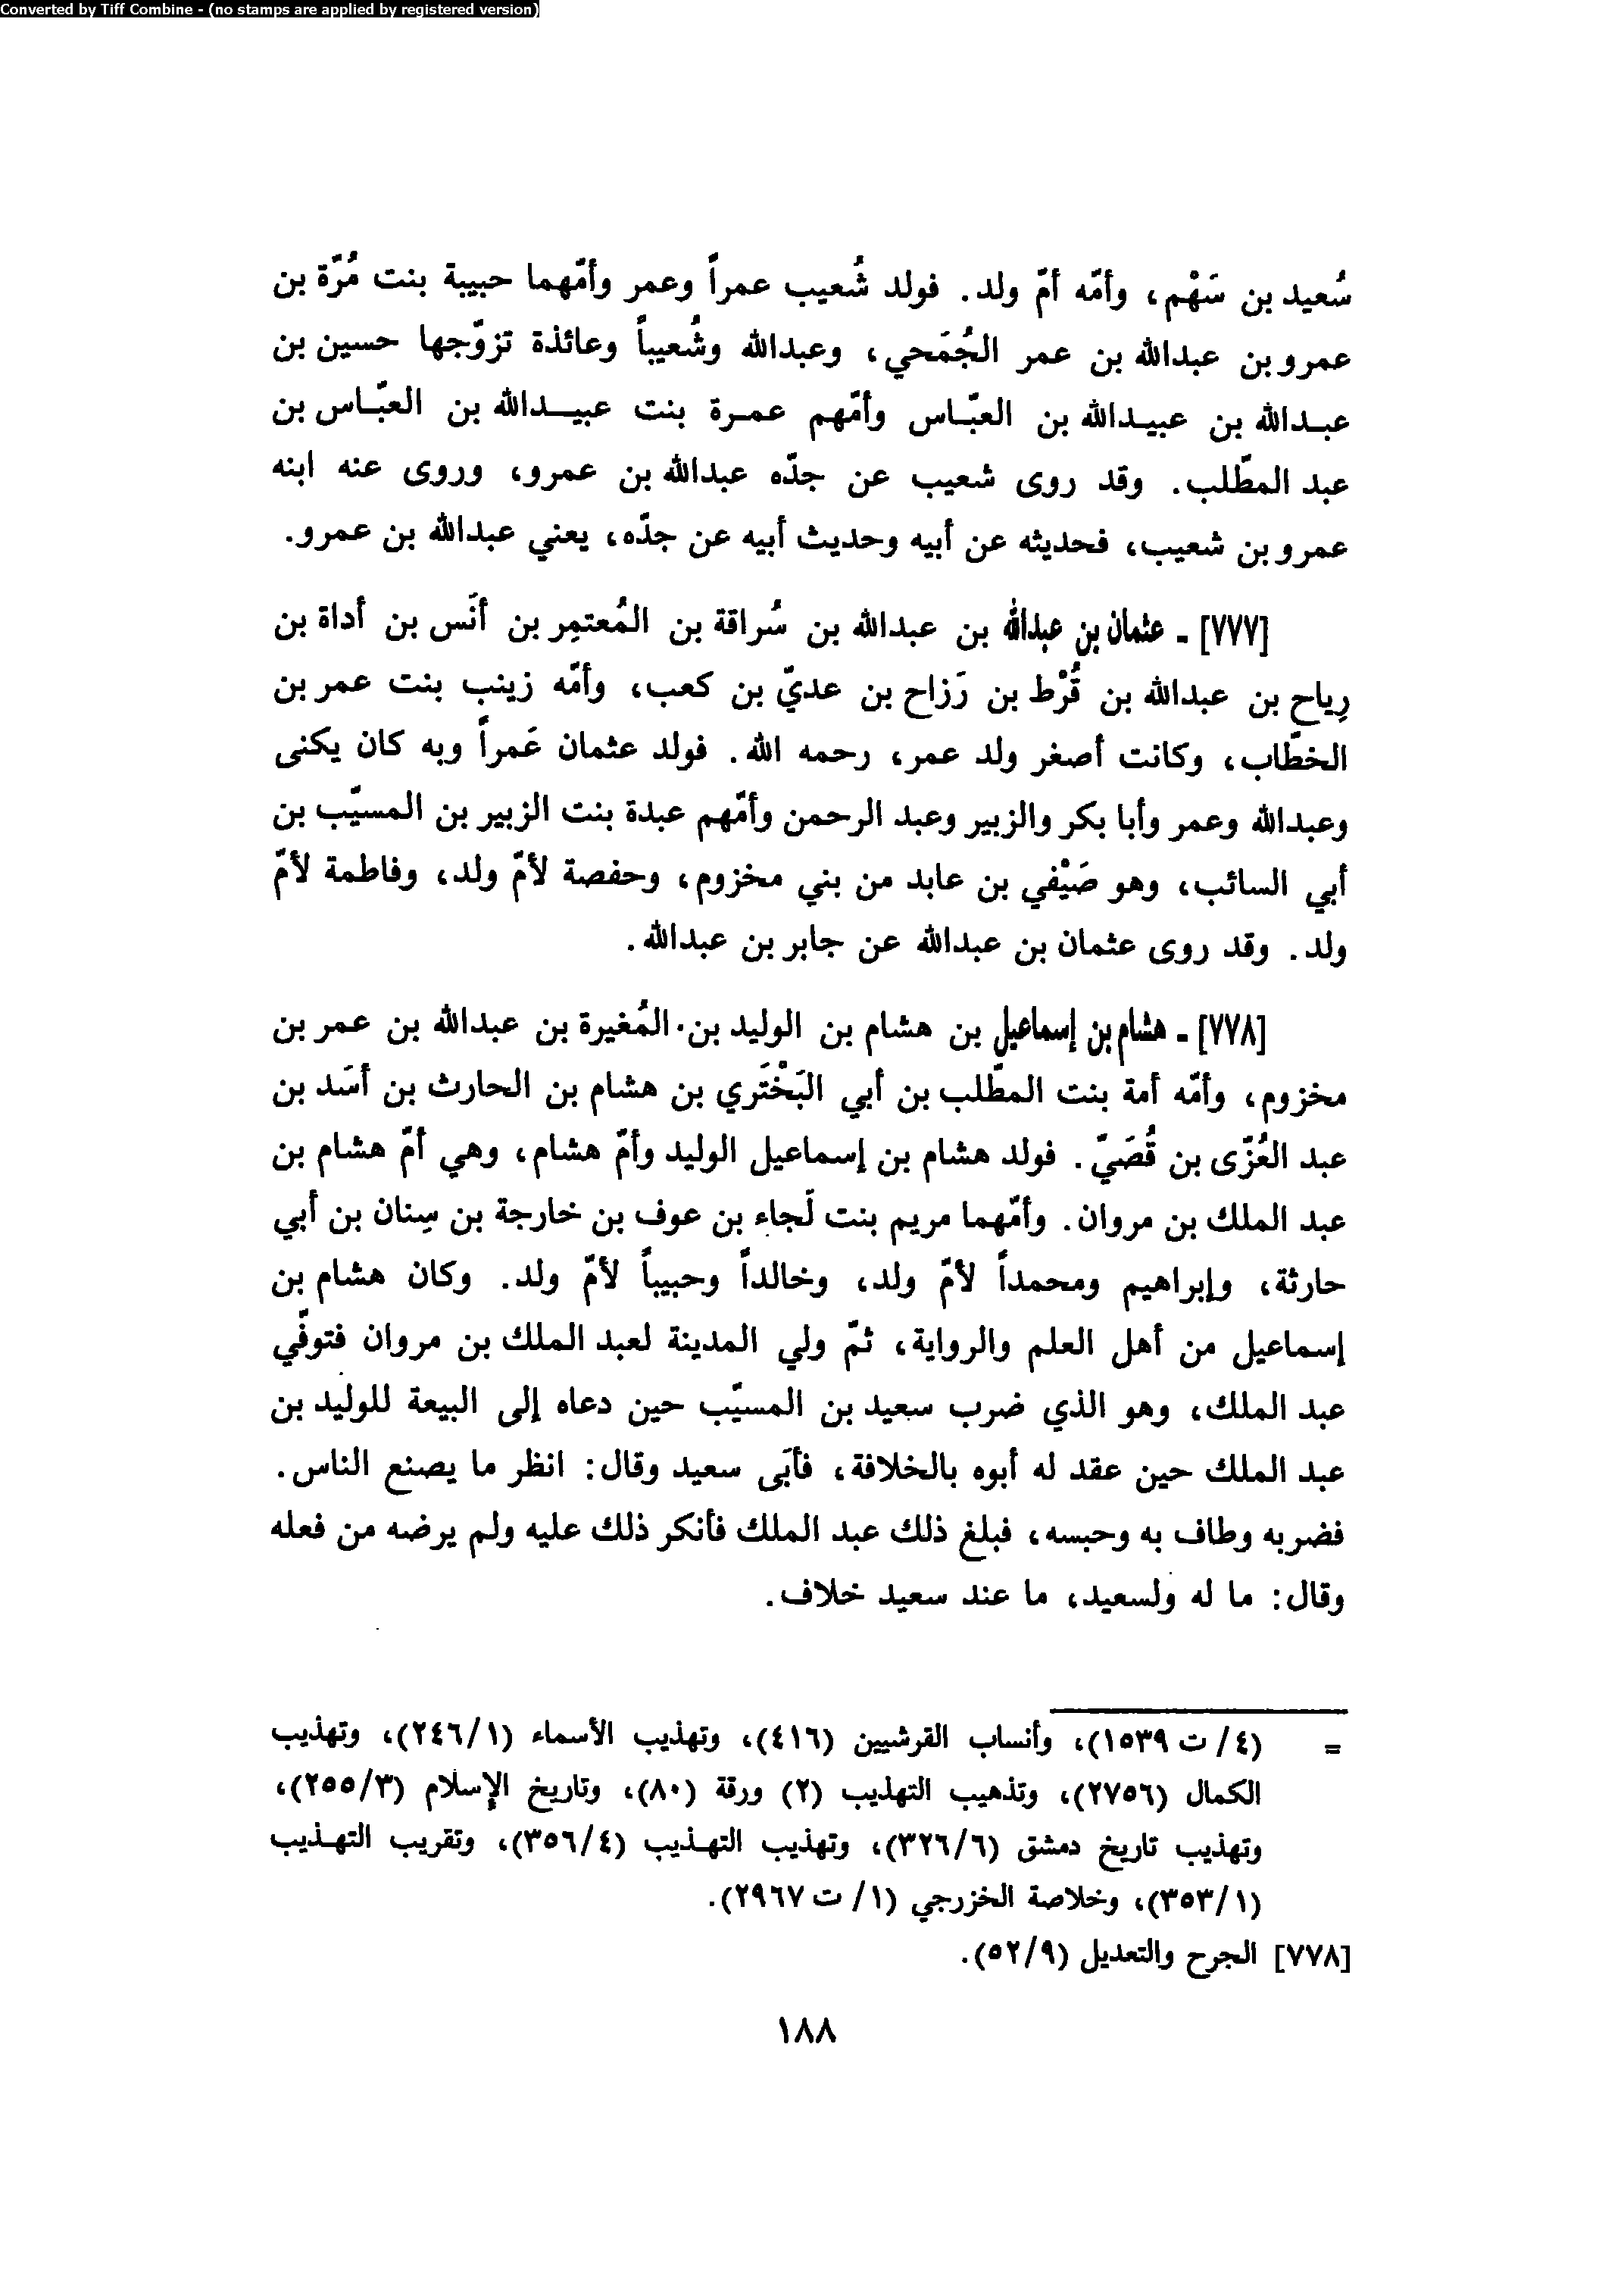 Converted by Tiff Combine - (no stamps are applied by registered version)
سُعيد بن سَهْم، وأمّه أمّ ولد. فولد شُعيب عمراً وعمر وأمّهما حبيبة بنت مُرّة بن
عمرو بن عبدالله بن عمر الجُمَحي، وعبدالله وشُعيباً وعائذة تزوّجها حسين بن
عبدالله بن عبيدالله بن العبّاس وأمّهم عمرة بنت عبيدالله بن العبّاس بن
عبد المطّلب. وقد روى شعيب عن جدّه عبدالله بن عمرو، وروى عنه ابنه
عمرو بن شعيب، فحديثه عن أبيه وحديث أبيه عن جدّه، يعني عبدالله بن عمرو.
[٧٧٧] - عثمان بن عبدالله بن عبدالله بن سُراقة بن المُعتمِر بن أنَس بن أداة بن
رِياح بن عبدالله بن قُرْط بن رَزاح بن عديّ بن كعب، وأمّه زينب بنت عمر بن
الخطّاب، وكانت أصغر ولد عمر، رحمه الله. فولد عثمان عَمراً وبه كان يكنى
وعبدالله وعمر وأبا بكر والزبير وعبد الرحمن وأمّهم عبدة بنت الزبير بن المسيّب بن
أبي السائب، وهو صَيْفي بن عابد من بني مخزوم، وحفصة لأمّ ولد، وفاطمة لأمّ
ولد. وقد روى عثمان بن عبدالله عن جابر بن عبدالله.
[٧٧٨] - هشام بن إسماعيل بن هشام بن الوليد بن المُغيرة بن عبدالله بن عمر بن
مخزوم، وأمّه أمة بنت المطّلب بن أبي البَخْتَري بن هشام بن الحارث بن أسَد بن
عبد العُزّى بن قُصَيّ. فولد هشام بن إسماعيل الوليد وأمّ هشام، وهي أمّ هشام بن
عبد الملك بن مروان. وأمّهما مريم بنت لَجاء بن عوف بن خارجة بن سِنان بن أبي
حارثة، وإبراهيم ومحمداً لأمّ ولد، وخالداً وحبيباً لأمّ ولد. وكان هشام بن
إسماعيل من أهل العلم والرواية، ثمّ ولي المدينة لعبد الملك بن مروان فتوفّي
عبد الملك، وهو الذي ضرب سعيد بن المسيّب حين دعاه إلى البيعة للوليد بن
عبد الملك حين عقد له أبوه بالخلافة، فأبَى سعيد وقال: انظر ما يصنع الناس.
فضربه وطاف به وحبسه، فبلغ ذلك عبد الملك فأنكر ذلك عليه ولم يرضه من فعله
وقال: ما له ولسعيد، ما عند سعيد خلاف.
= (٤/ ت ١٥٣٩)، وأنساب القرشيين (٤١٦)، وتهذيب الأسماء (٢٤٦/١)، وتهذيب
الكمال (٢٧٥٦)، وتذهيب التهذيب (٢) ورقة (٨٠)، وتاريخ الإسلام (٢٥٥/٣)،
وتهذيب تاريخ دمشق (٣٢٦/٦)، وتهذيب التهذيب (٣٥٦/٤)، وتقريب التهذيب
(٣٥٣/١)، وخلاصة الخزرجي (١/ ت ٢٩٦٧).
[٧٧٨] الجرح والتعديل (٥٢/٩).
١٨٨